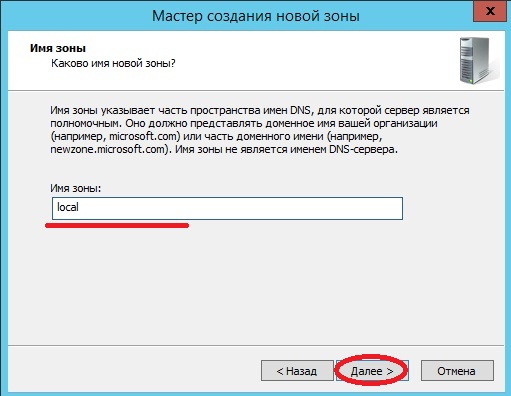 Мастер создания новой зоны
x
Имя зоны
Каково имя новой зоны?
Имя зоны указывает часть пространства имен DNS, для которой сервер является
полномочным. Оно должно представлять доменное имя вашей организации
(например, microsoft.com) или часть доменного имени (например,
newzone.microsoft.com). Имя зоны не является именем DNS-сервера.
Имя зоны:
local
< Назад Далее > Отмена